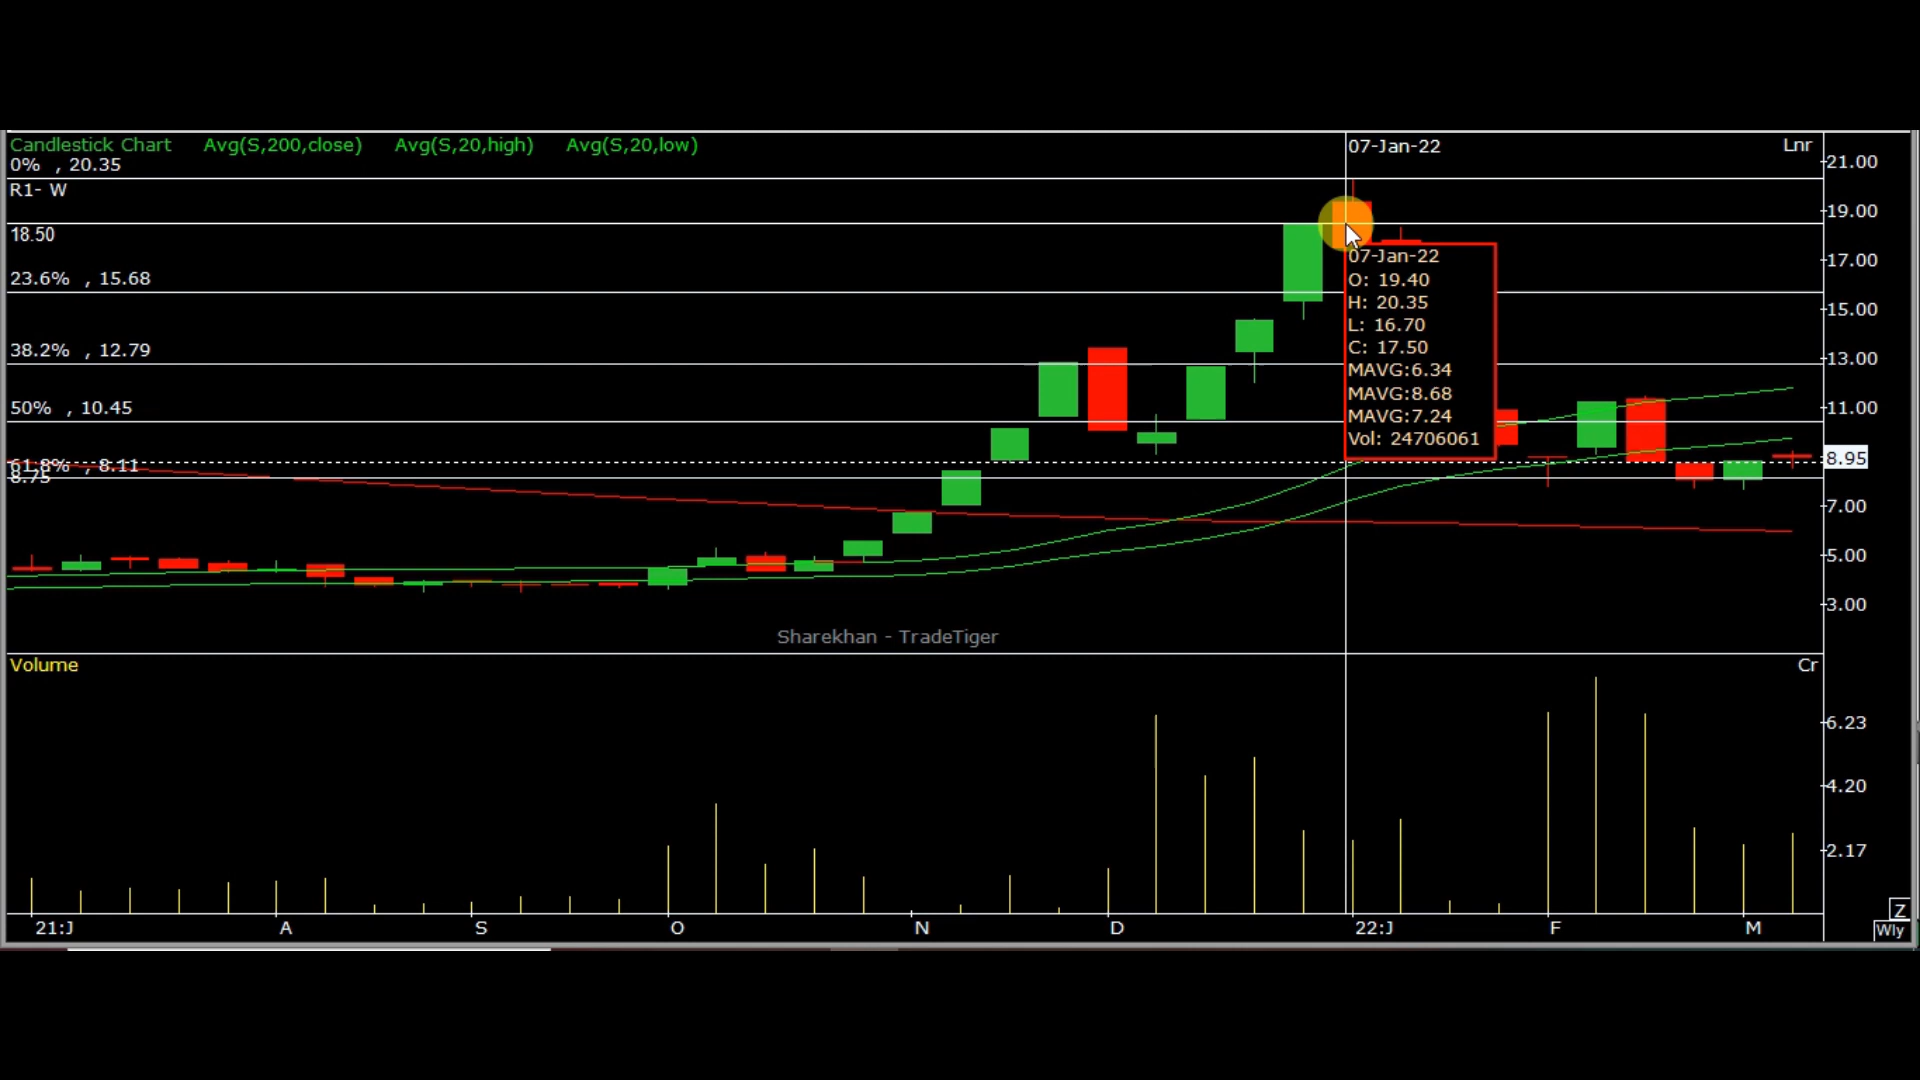 Candlestick Chart Avg(S,200,close) Avg(S,20,high) Avg(S,20,low) 07-Jan-22 Lnr
0% , 20.35
21.00
R1- W
19.00
18.50
17.00
23.6% , 15.68
15.00
38.2% , 12.79
13.00
50% , 10.45
11.00
61.8% , 8.11
8.75
8.95
7.00
5.00
3.00
07-Jan-22
O: 19.40
H: 20.35
L: 16.70
C: 17.50
MAVG:6.34
MAVG:8.68
MAVG:7.24
Vol: 24706061
Sharekhan - TradeTiger
Volume Cr
6.23
4.20
2.17
Z
21:J A S O N D 22:J F M Wly